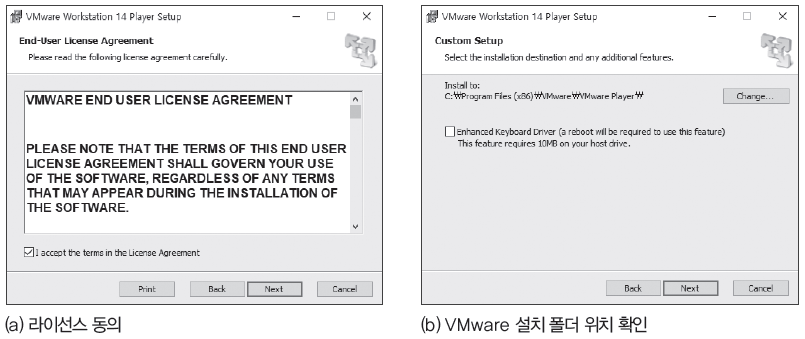 VMware Workstation 14 Player Setup
End-User License Agreement
Please read the following license agreement carefully.
VMWARE END USER LICENSE AGREEMENT
PLEASE NOTE THAT THE TERMS OF THIS END USER
LICENSE AGREEMENT SHALL GOVERN YOUR USE
OF THE SOFTWARE, REGARDLESS OF ANY TERMS
THAT MAY APPEAR DURING THE INSTALLATION OF
THE SOFTWARE.
I accept the terms in the License Agreement
Print Back Next Cancel
(a) 라이선스 동의
VMware Workstation 14 Player Setup
Custom Setup
Select the installation destination and any additional features.
Install to:
C:₩Program Files (x86)₩VMware₩VMware Player₩
Change...
Enhanced Keyboard Driver (a reboot will be required to use this feature)
This feature requires 10MB on your host drive.
Back Next Cancel
(b) VMware 설치 폴더 위치 확인